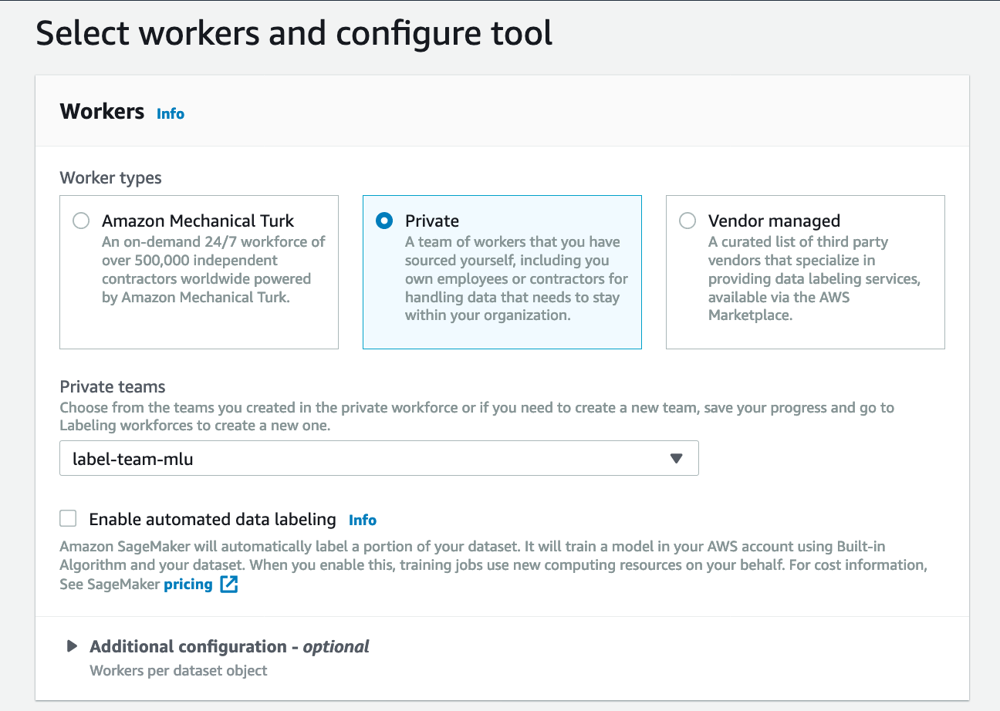 Select workers and configure tool
Workers Info
Worker types
Amazon Mechanical Turk
An on-demand 24/7 workforce of
over 500,000 independent
contractors worldwide powered
by Amazon Mechanical Turk.
Private
A team of workers that you have
sourced yourself, including you
own employees or contractors for
handling data that needs to stay
within your organization.
Vendor managed
A curated list of third party
vendors that specialize in
providing data labeling services,
available via the AWS
Marketplace.
Private teams
Choose from the teams you created in the private workforce or if you need to create a new team, save your progress and go to
Labeling workforces to create a new one.
label-team-mlu
Enable automated data labeling Info
Amazon SageMaker will automatically label a portion of your dataset. It will train a model in your AWS account using Built-in
Algorithm and your dataset. When you enable this, training jobs use new computing resources on your behalf. For cost information,
See SageMaker pricing
Additional configuration - optional
Workers per dataset object